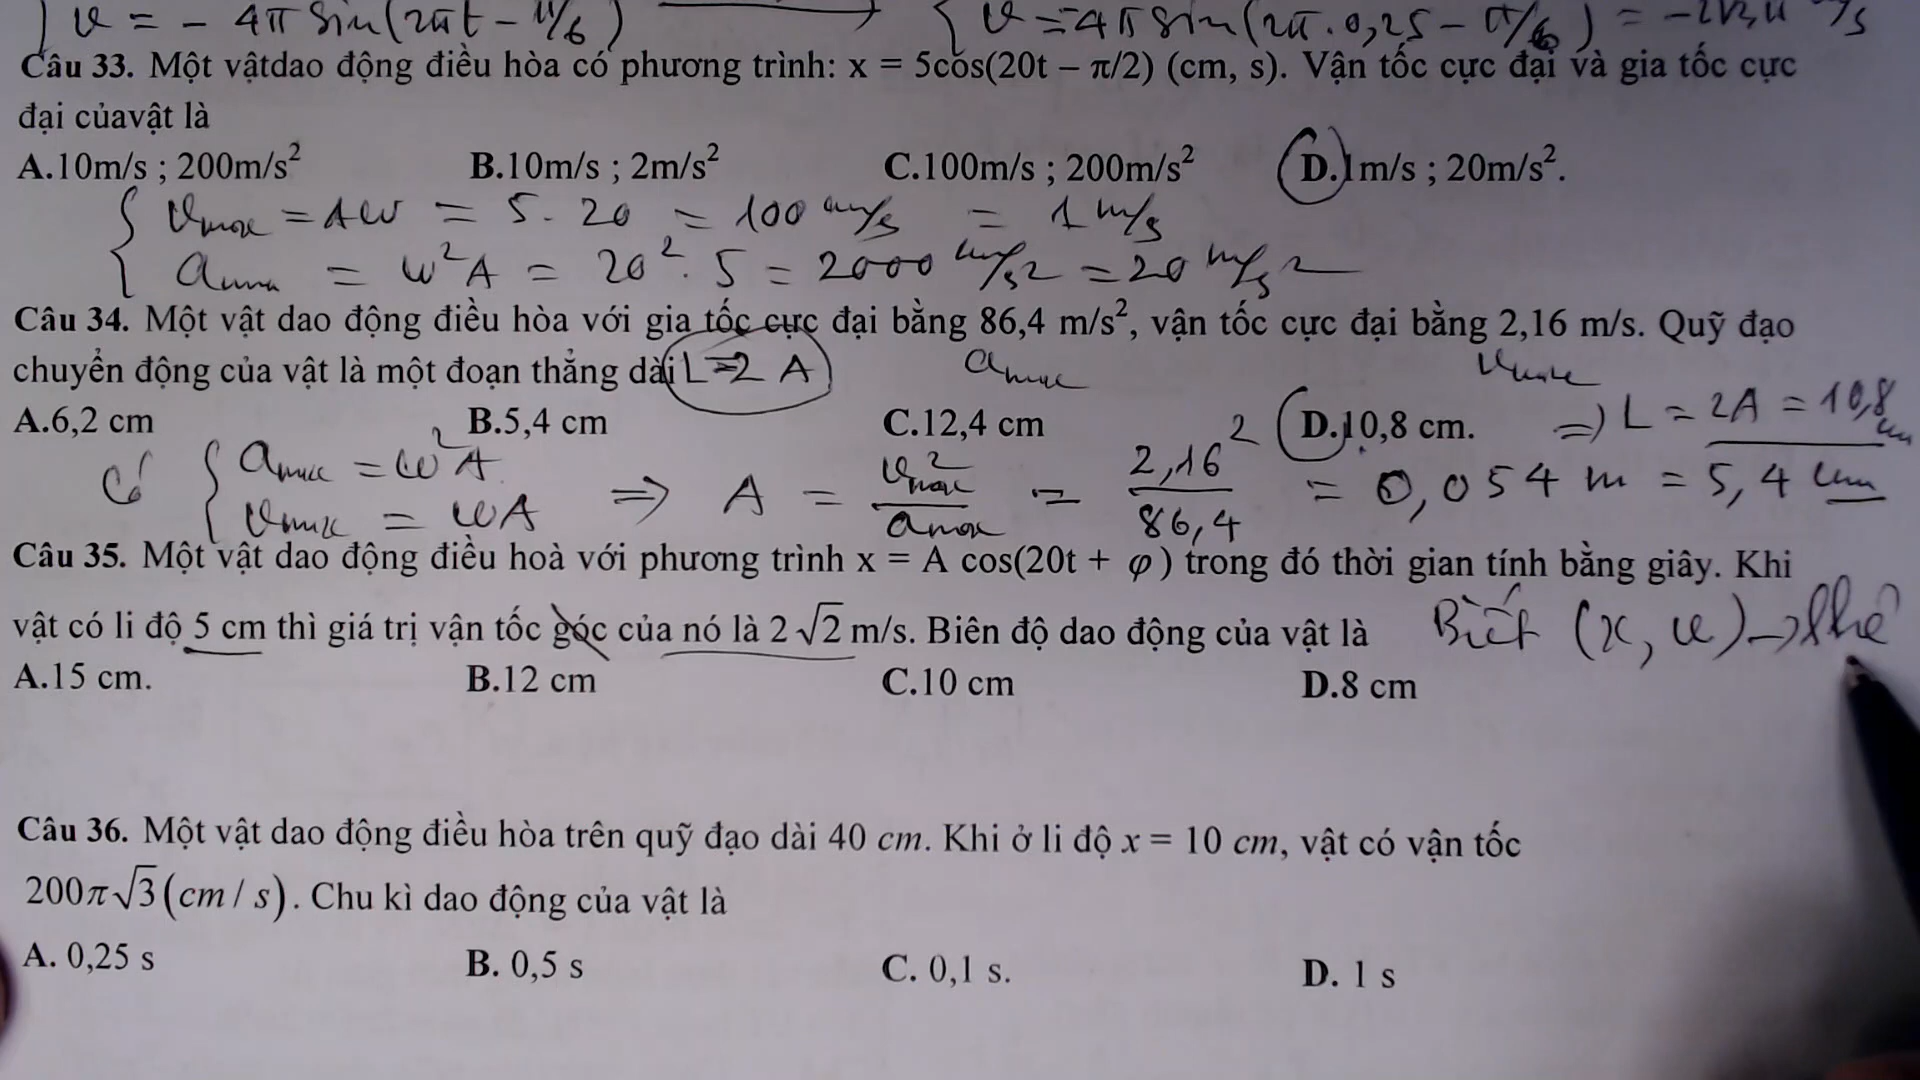 v = - 4π sin(2πt - π/6) → { v = -4π sin(2π.0,25 - π/6) =
Câu 33. Một vậtdao động điều hòa có phương trình: x = 5cos(20t – π/2) (cm, s). Vận tốc cực đại và gia tốc cực
đại củavật là
A.10m/s ; 200m/s² B.10m/s ; 2m/s² C.100m/s ; 200m/s² D.1m/s ; 20m/s².
{ vmax = Aω = 5. 20 = 100 cm/s = 1 m/s
amax = ω²A = 20². 5 = 2000 cm/s2 = 20 m/s2
Câu 34. Một vật dao động điều hòa với gia tốc cực đại bằng 86,4 m/s², vận tốc cực đại bằng 2,16 m/s. Quỹ đạo
chuyển động của vật là một đoạn thẳng dài L=2 A amax vmax
A.6,2 cm B.5,4 cm C.12,4 cm D.10,8 cm. => L = 2A = 10,8 cm
Có { amax = ω²A
vmax = ωA => A = vmax²/amax = 2,16²/86,4 = 0,054 m = 5,4 cm
Câu 35. Một vật dao động điều hoà với phương trình x = A cos(20t + φ) trong đó thời gian tính bằng giây. Khi
vật có li độ 5 cm thì giá trị vận tốc góc của nó là 2√2 m/s. Biên độ dao động của vật là Biết (x, v) →
A.15 cm. B.12 cm C.10 cm D.8 cm
Câu 36. Một vật dao động điều hòa trên quỹ đạo dài 40 cm. Khi ở li độ x = 10 cm, vật có vận tốc
200π√3(cm / s). Chu kì dao động của vật là
A. 0,25 s B. 0,5 s C. 0,1 s. D. 1 s